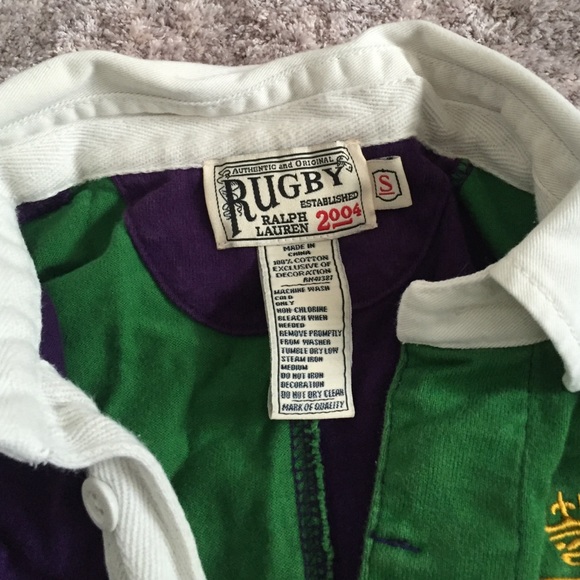 AUTHENTIC and ORIGINAL
RUGBY
ESTABLISHED
RALPH LAUREN 2004
S
MADE IN
CHINA
100% COTTON
EXCLUSIVE OF
DECORATION
RN41381
MACHINE WASH
COLD
ONLY
NON-CHLORINE
BLEACH WHEN
NEEDED
REMOVE PROMPTLY
FROM WASHER
TUMBLE DRY LOW
STEAM IRON
MEDIUM
DO NOT IRON
DECORATION
DO NOT DRY CLEAN
MARK OF QUALITY